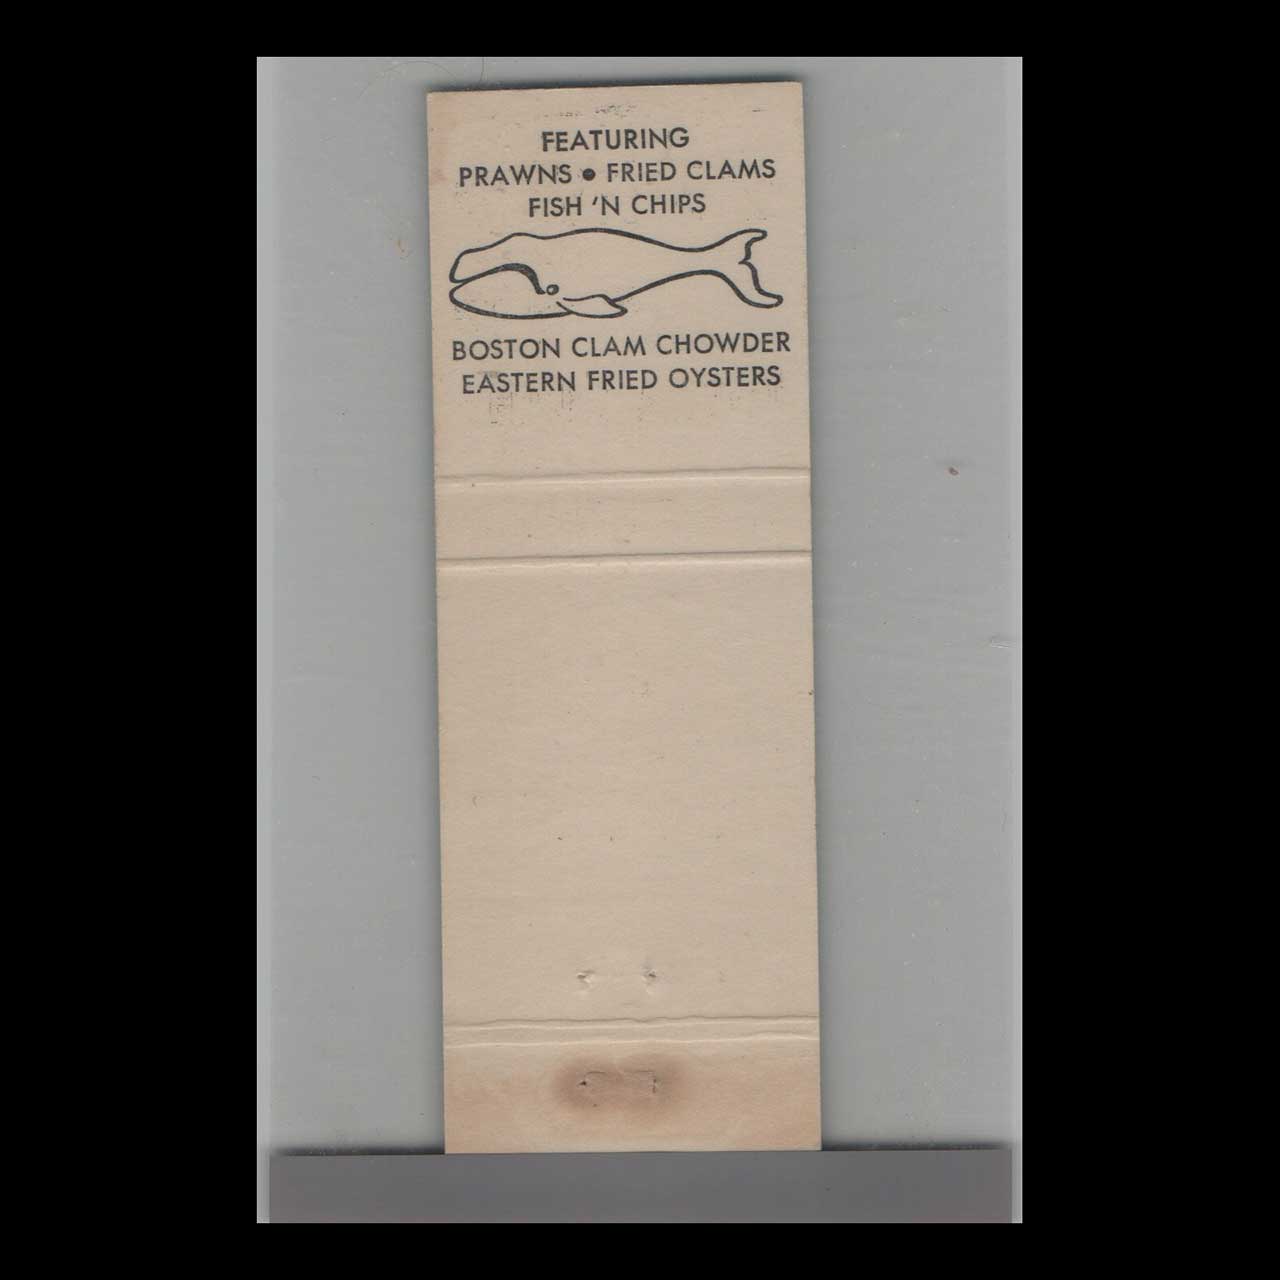 FEATURING
PRAWNS • FRIED CLAMS
FISH 'N CHIPS
BOSTON CLAM CHOWDER
EASTERN FRIED OYSTERS